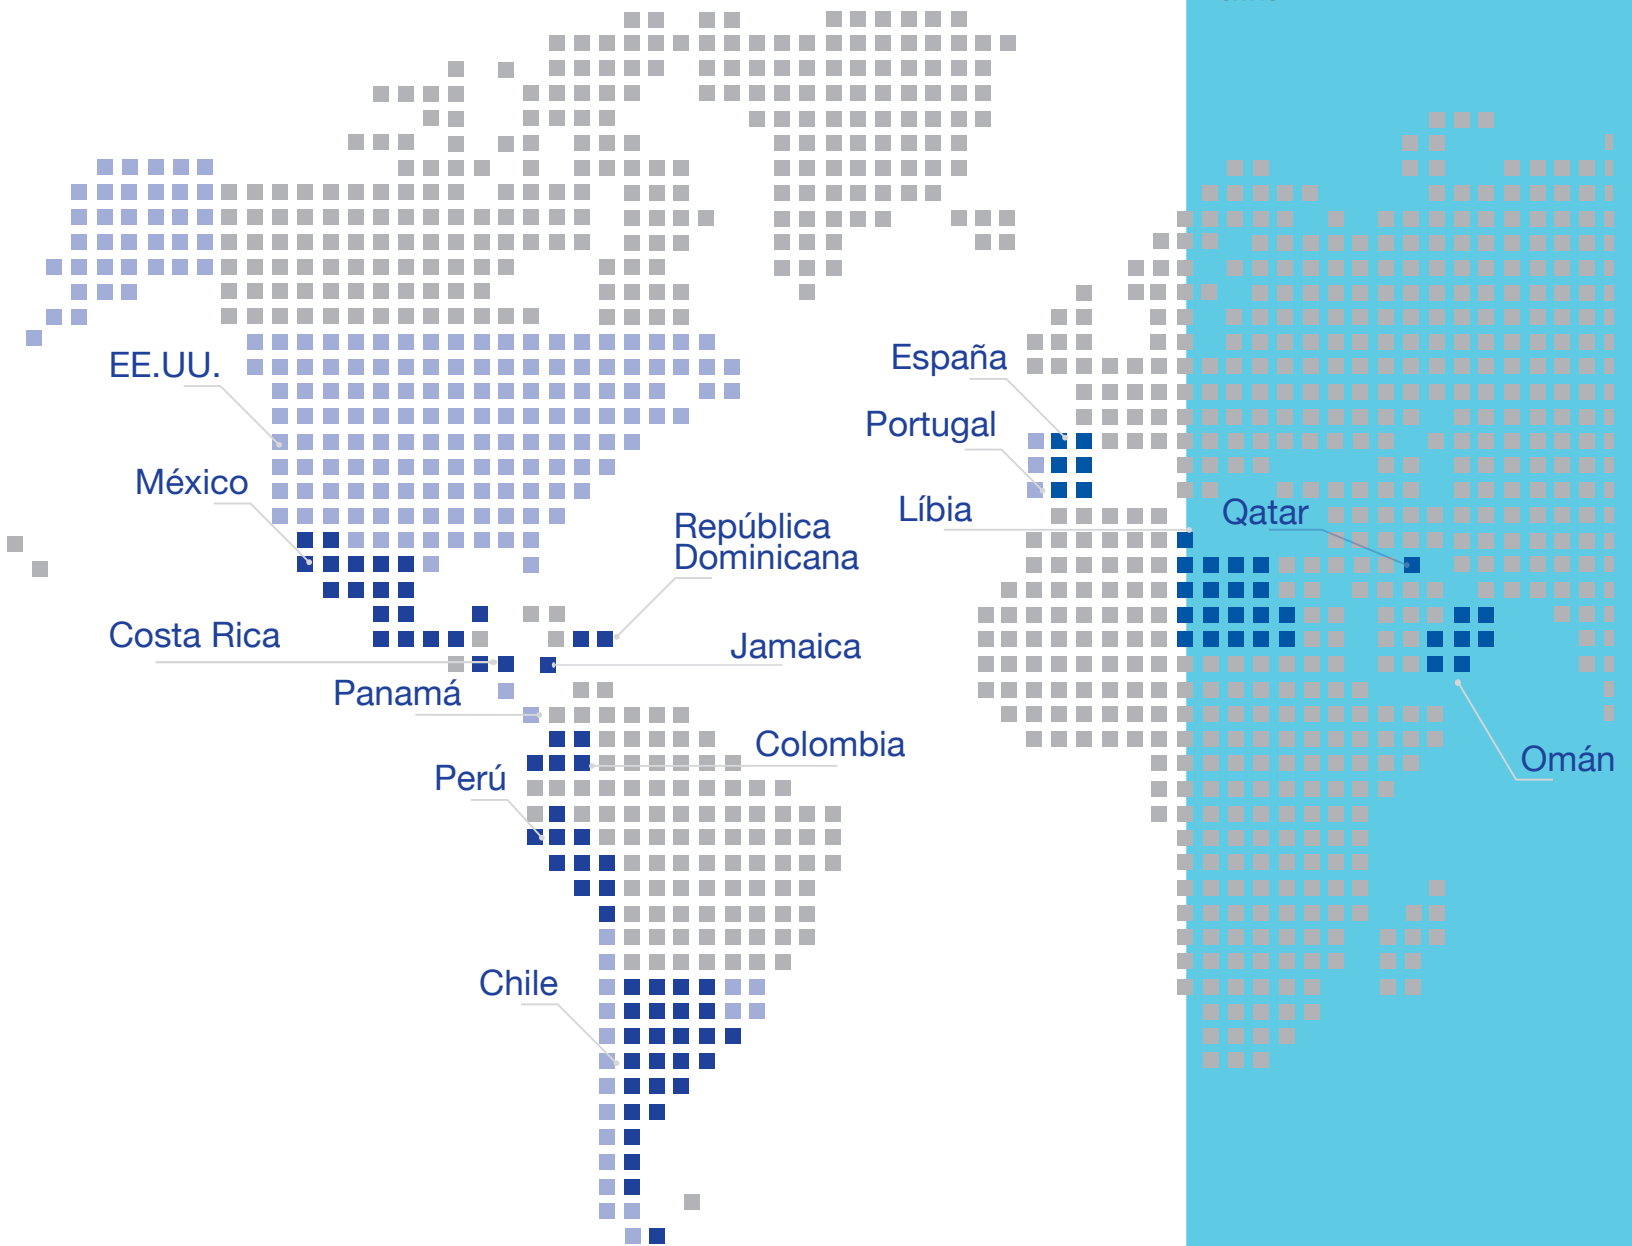 EE.UU.
España
Portugal
México
Líbia
Qatar
República
Dominicana
Costa Rica
Jamaica
Panamá
Colombia
Omán
Perú
Chile